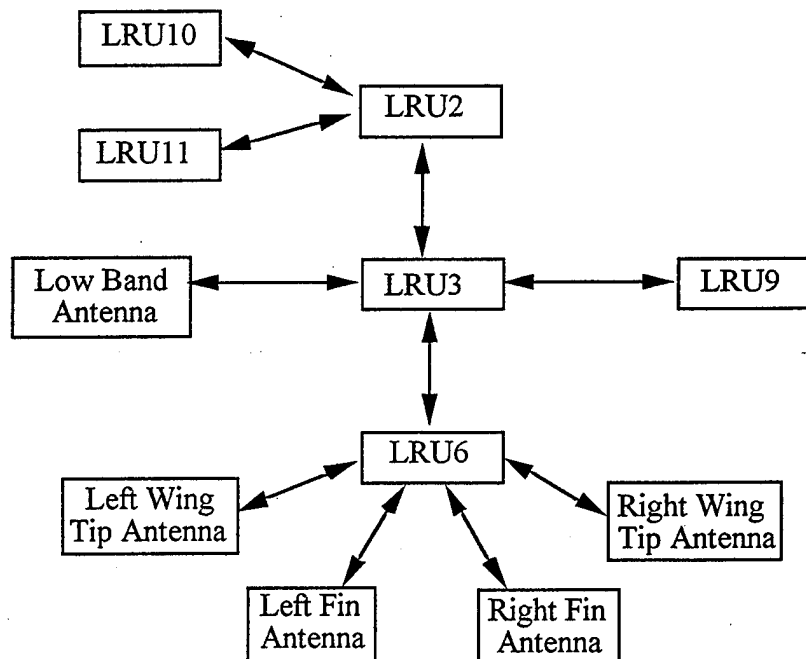 LRU10
LRU2
LRU11
Low Band
Antenna
LRU3
LRU9
LRU6
Left Wing
Tip Antenna
Right Wing
Tip Antenna
Left Fin
Antenna
Right Fin
Antenna